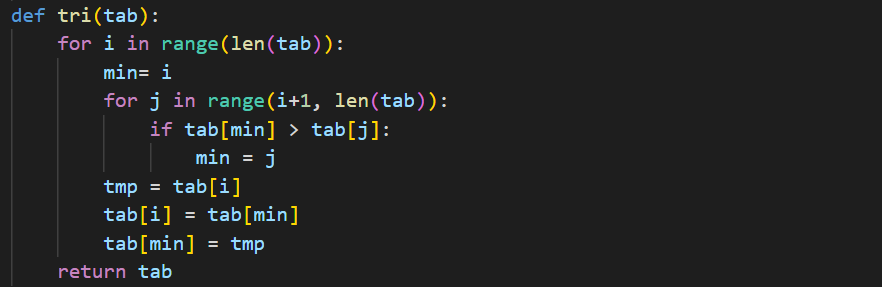 def tri(tab):
    for i in range(len(tab)):
        min= i
        for j in range(i+1, len(tab)):
            if tab[min] > tab[j]:
                min = j
        tmp = tab[i]
        tab[i] = tab[min]
        tab[min] = tmp
    return tab